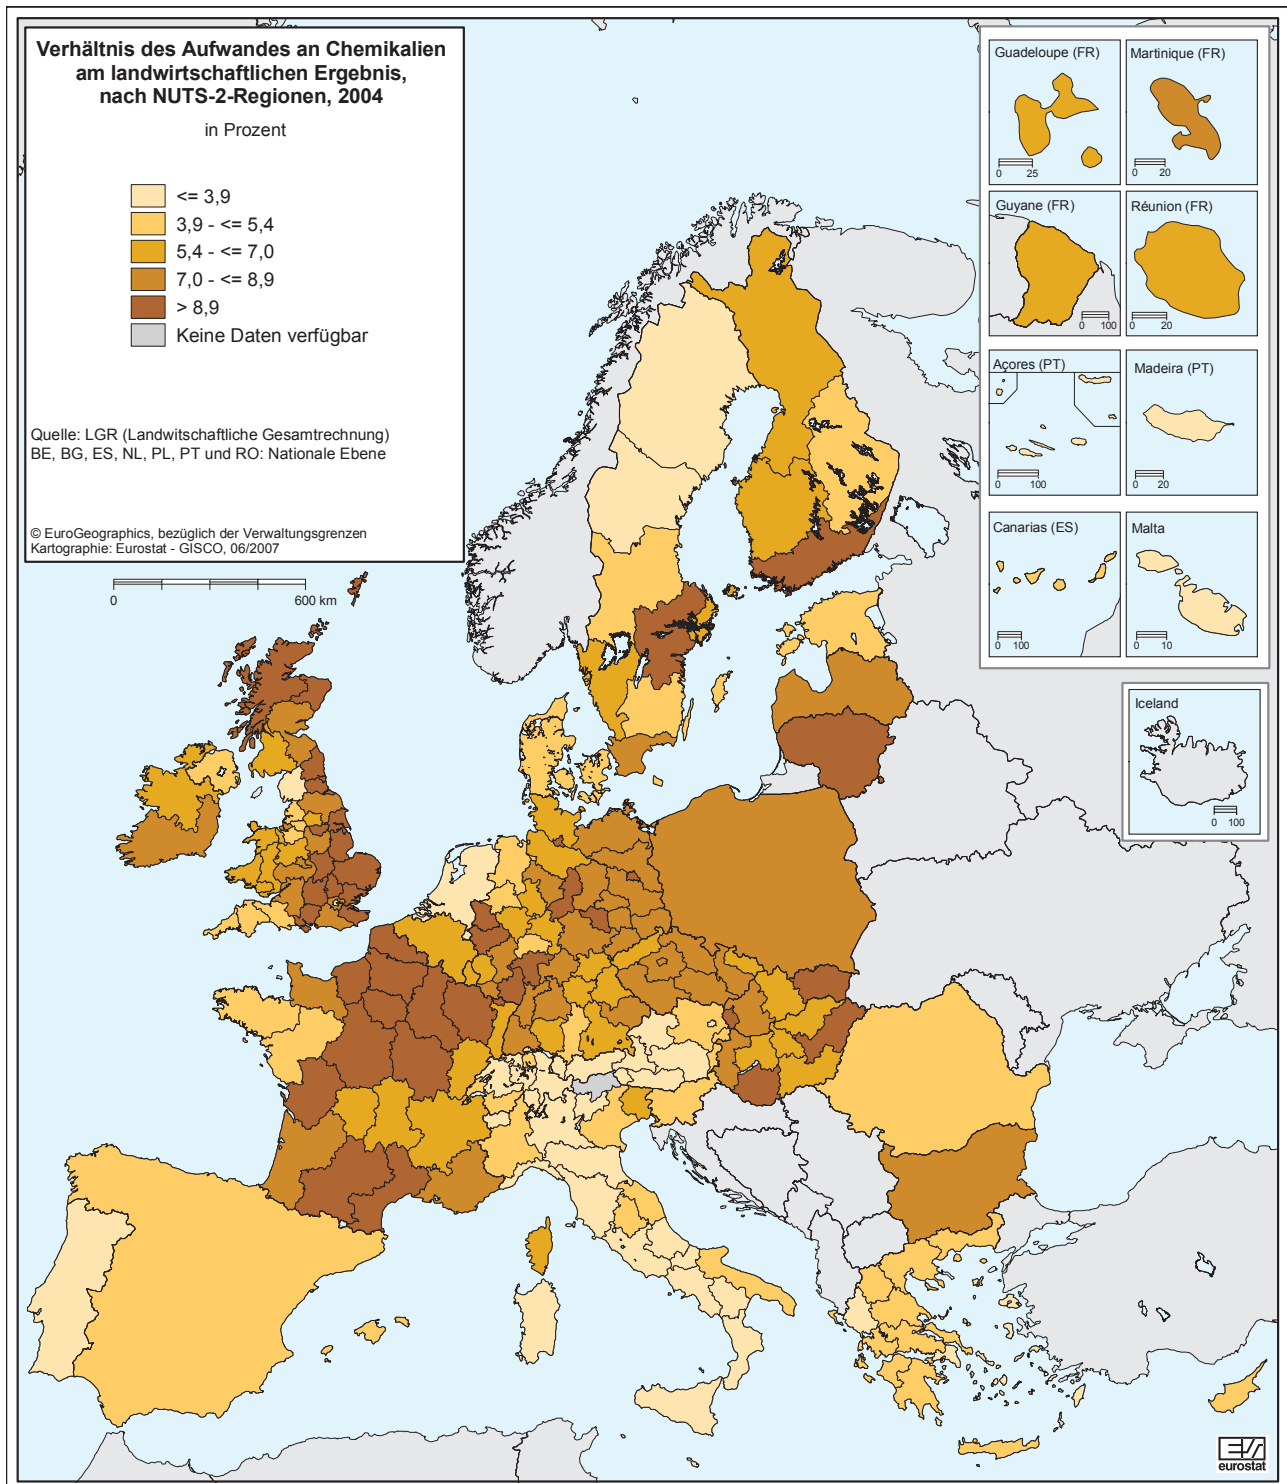 Verhältnis des Aufwandes an Chemikalien
am landwirtschaftlichen Ergebnis,
nach NUTS-2-Regionen, 2004
in Prozent
<= 3,9
3,9 - <= 5,4
5,4 - <= 7,0
7,0 - <= 8,9
> 8,9
Keine Daten verfügbar
Quelle: LGR (Landwitschaftliche Gesamtrechnung)
BE, BG, ES, NL, PL, PT und RO: Nationale Ebene
© EuroGeographics, bezüglich der Verwaltungsgrenzen
Kartographie: Eurostat - GISCO, 06/2007
0 600 km
Guadeloupe (FR)
0 25
Martinique (FR)
0 20
Guyane (FR)
0 100
Réunion (FR)
0 20
Açores (PT)
0 100
Madeira (PT)
0 20
Canarias (ES)
0 100
Malta
0 10
Iceland
0 100
eurostat